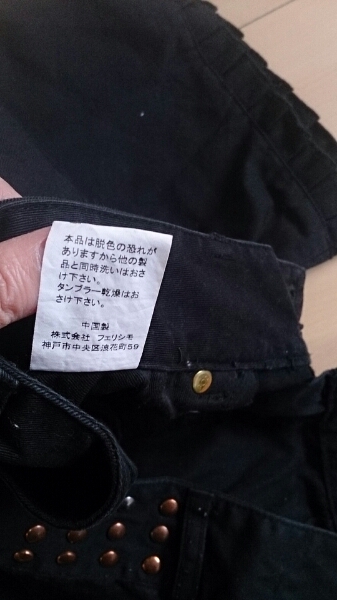 本品は脱色の恐れが
ありますから他の製
品と同時洗いはおさ
け下さい。
タンブラー乾燥はお
さけ下さい。
中国製
株式会社 フェリシモ
神戸市中央区浪花町59